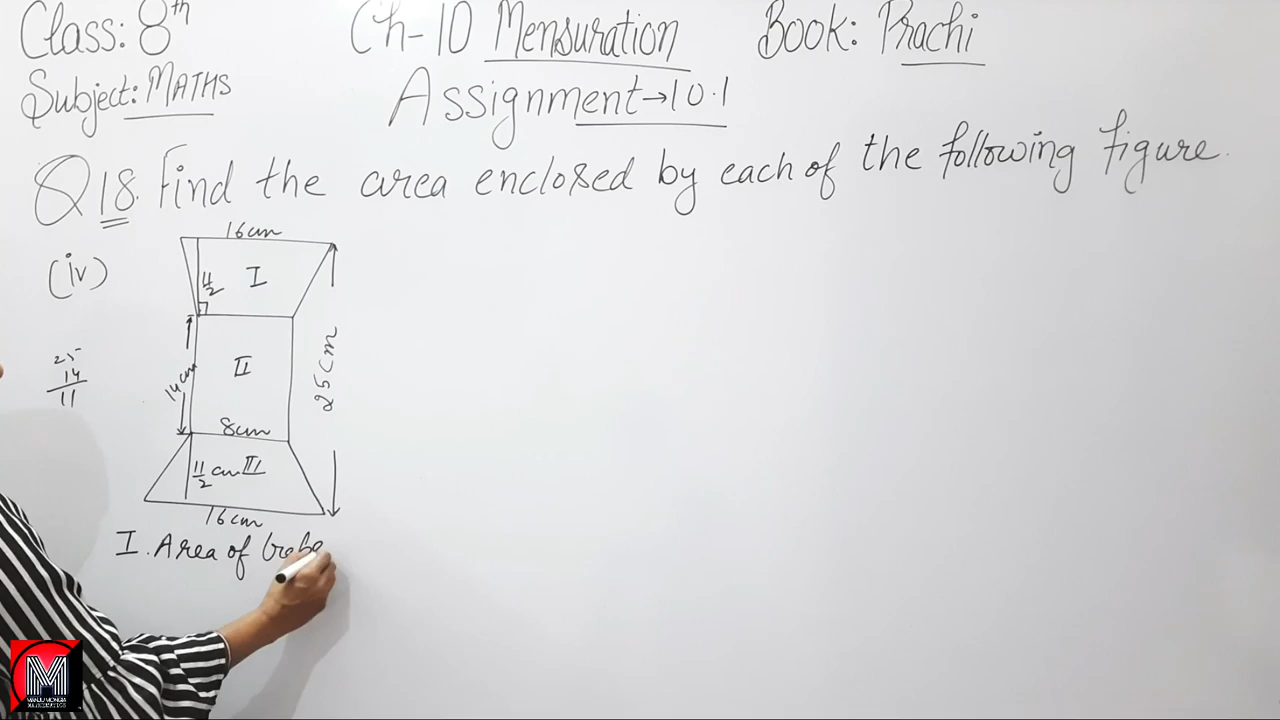 Class: 8th
Ch-10 Mensuration
Book: Prachi
Subject: MATHS
Assignment→10.1
Q18. Find the area enclosed by each of the following figure.
(iv)
16cm
11/2
I
25
14
11
14cm
II
25cm
8cm
11/2 cm III
16cm
I. Area of
M
MATHEMATICS